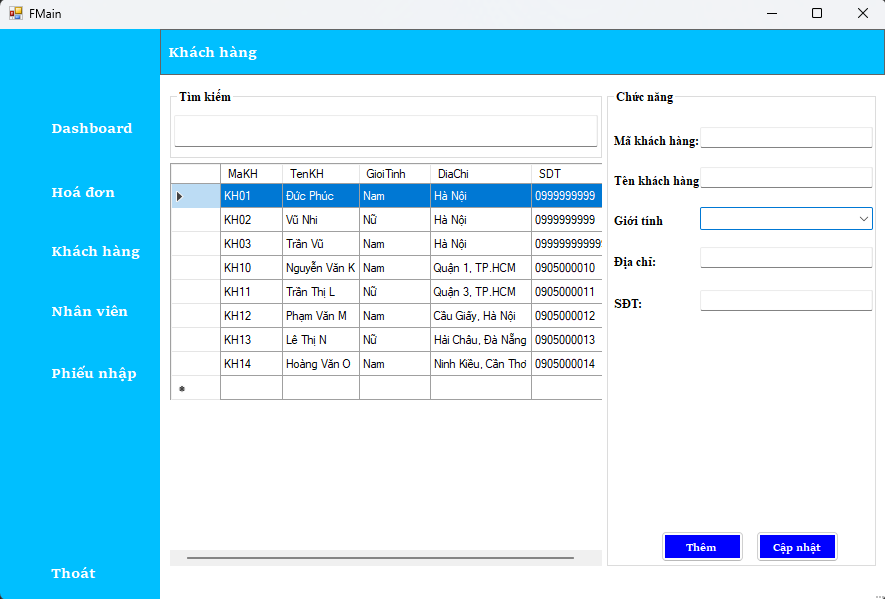 FMain
Khách hàng
Dashboard
Hoá đơn
Khách hàng
Nhân viên
Phiếu nhập
Thoát
Tìm kiếm
MaKH TenKH GioiTinh DiaChi SDT
KH01 Đức Phúc Nam Hà Nội 0999999999
KH02 Vũ Nhi Nữ Hà Nội 0999999999
KH03 Trần Vũ Nam Hà Nội 09999999999
KH10 Nguyễn Văn K Nam Quận 1, TP.HCM 0905000010
KH11 Trần Thị L Nữ Quận 3, TP.HCM 0905000011
KH12 Phạm Văn M Nam Cầu Giấy, Hà Nội 0905000012
KH13 Lê Thị N Nữ Hải Châu, Đà Nẵng 0905000013
KH14 Hoàng Văn O Nam Ninh Kiều, Cần Thơ 0905000014
Chức năng
Mã khách hàng:
Tên khách hàng
Giới tính
Địa chỉ:
SĐT:
Thêm Cập nhật